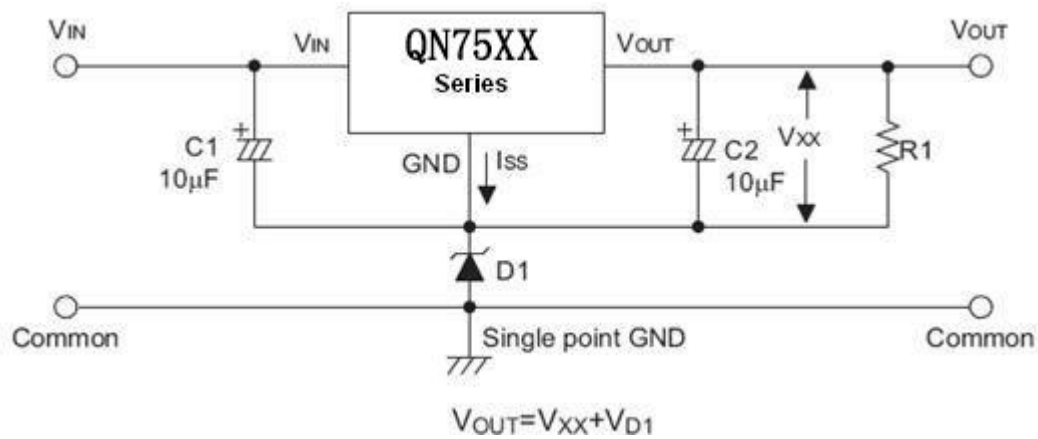 VIN
VIN
QN75XX
Series
VOUT
VOUT
+
C1
10µF
GND
ISS
+
C2
10µF
VXX
R1
D1
Common
Single point GND
Common
VOUT=VXX+VD1